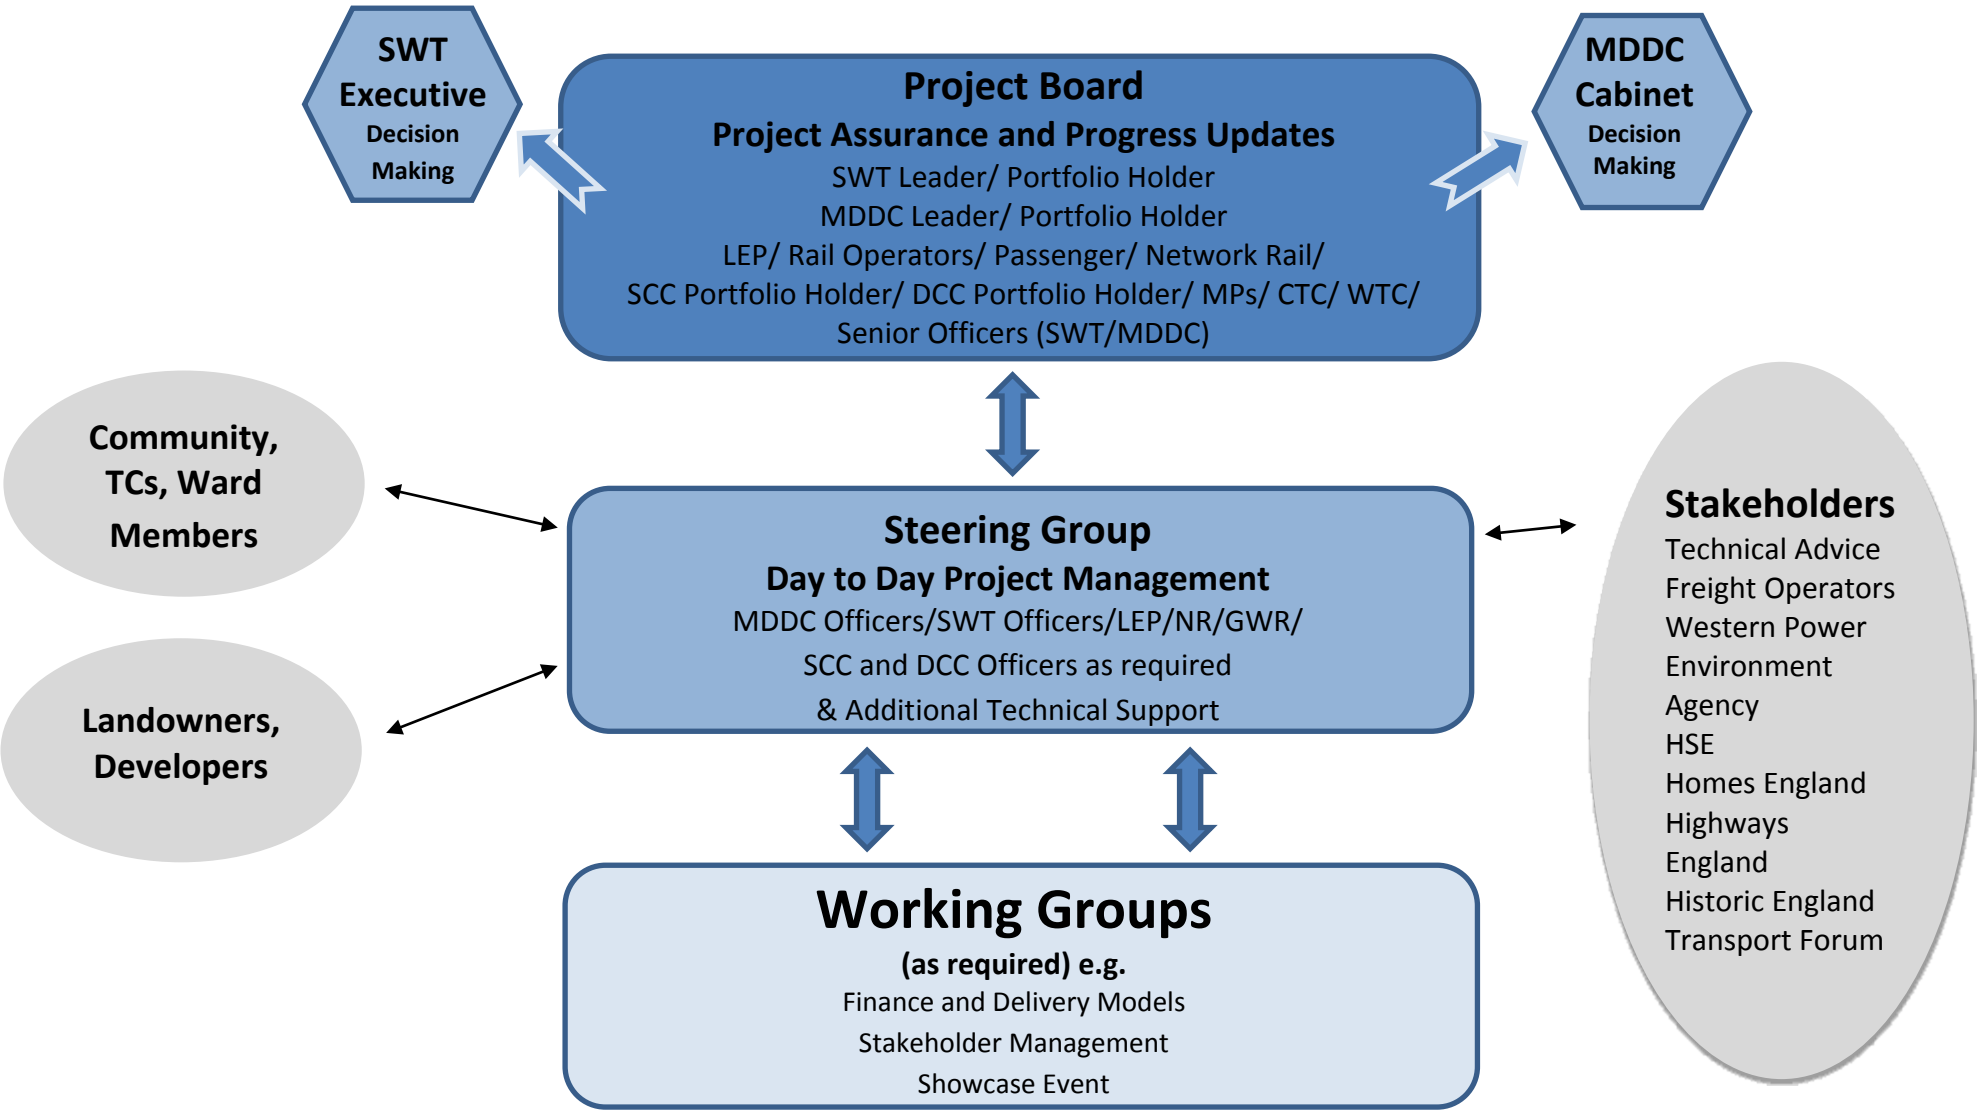 SWT
Executive
Decision
Making
MDDC
Cabinet
Decision
Making
Project Board
Project Assurance and Progress Updates
SWT Leader/ Portfolio Holder
MDDC Leader/ Portfolio Holder
LEP/ Rail Operators/ Passenger/ Network Rail/
SCC Portfolio Holder/ DCC Portfolio Holder/ MPs/ CTC/ WTC/
Senior Officers (SWT/MDDC)
Community,
TCs, Ward
Members
Landowners,
Developers
Steering Group
Day to Day Project Management
MDDC Officers/SWT Officers/LEP/NR/GWR/
SCC and DCC Officers as required
& Additional Technical Support
Stakeholders
Technical Advice
Freight Operators
Western Power
Environment
Agency
HSE
Homes England
Highways
England
Historic England
Transport Forum
Working Groups
(as required) e.g.
Finance and Delivery Models
Stakeholder Management
Showcase Event